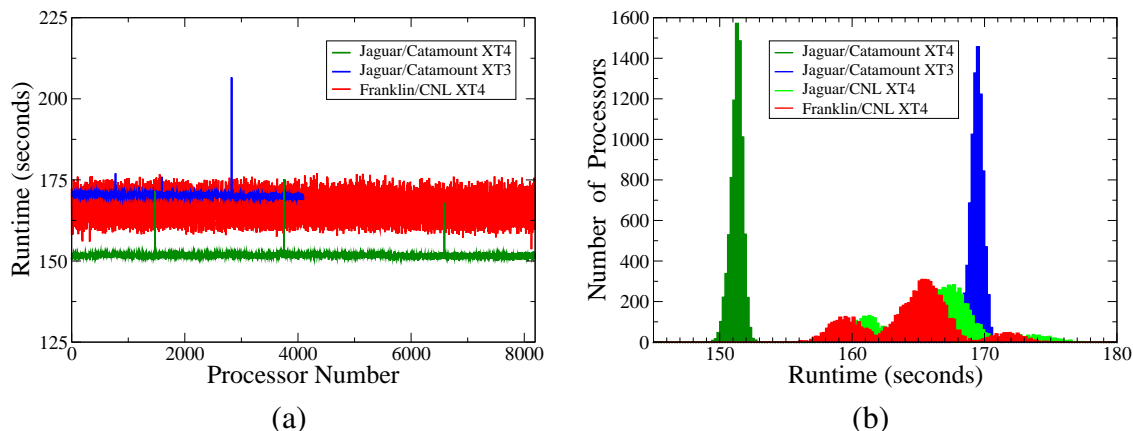 225
200
175
150
125
Runtime (seconds)
Jaguar/Catamount XT4
Jaguar/Catamount XT3
Franklin/CNL XT4
0 2000 4000 6000 8000
Processor Number
(a)
1600
1400
1200
1000
800
600
400
200
0
Number of Processors
Jaguar/Catamount XT4
Jaguar/Catamount XT3
Jaguar/CNL XT4
Franklin/CNL XT4
150 160 170 180
Runtime (seconds)
(b)